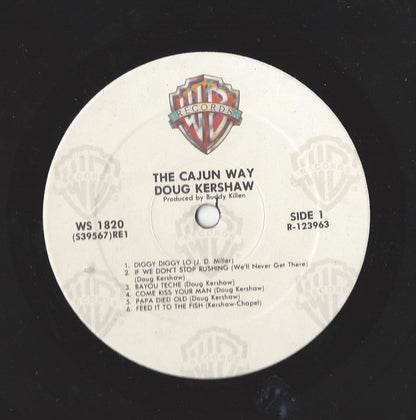 WB
RECORDS
THE CAJUN WAY
DOUG KERSHAW
Produced by Buddy Killen
WS 1820
(S39567)RE1
SIDE 1
R-123963
1. DIGGY DIGGY LO (J. D. Miller)
2. IF WE DON'T STOP RUSHING (We'll Never Get There)
(Doug Kershaw)
3. BAYOU TECHE (Doug Kershaw)
4. COME KISS YOUR MAN (Doug Kershaw)
5. PAPA DIED OLD (Doug Kershaw)
6. FEED IT TO THE FISH (Kershaw-Chapel)